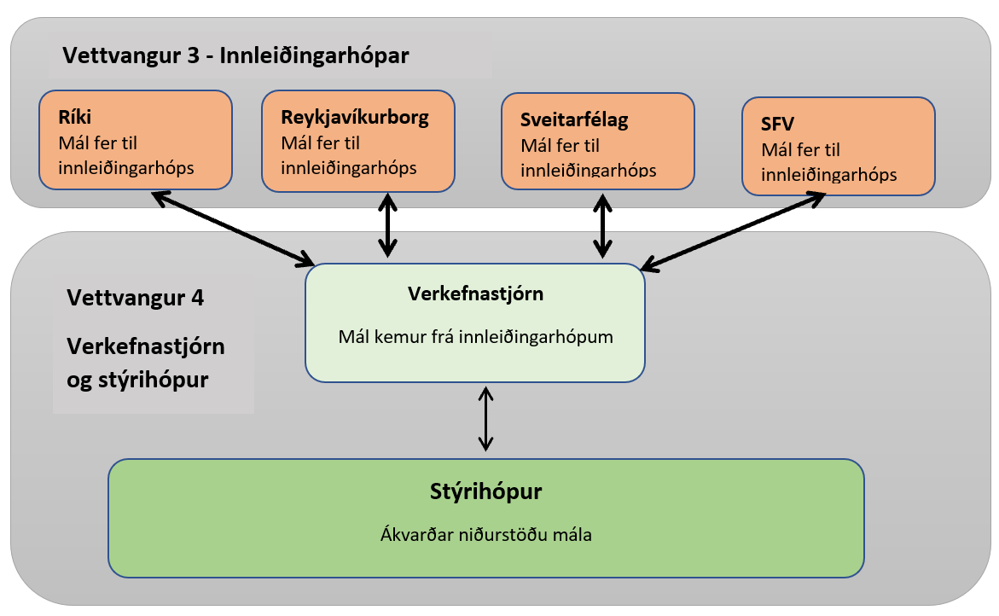 Vettvangur 3 - Innleiðingarhópar
Ríki
Mál fer til
innleiðingarhóps
Reykjavíkurborg
Mál fer til
innleiðingarhóps
Sveitarfélag
Mál fer til
innleiðingarhóps
SFV
Mál fer til
innleiðingarhóps
Vettvangur 4
Verkefnastjórn
og stýrihópur
Verkefnastjórn
Mál kemur frá innleiðingarhópum
Stýrihópur
Ákvarðar niðurstöðu mála